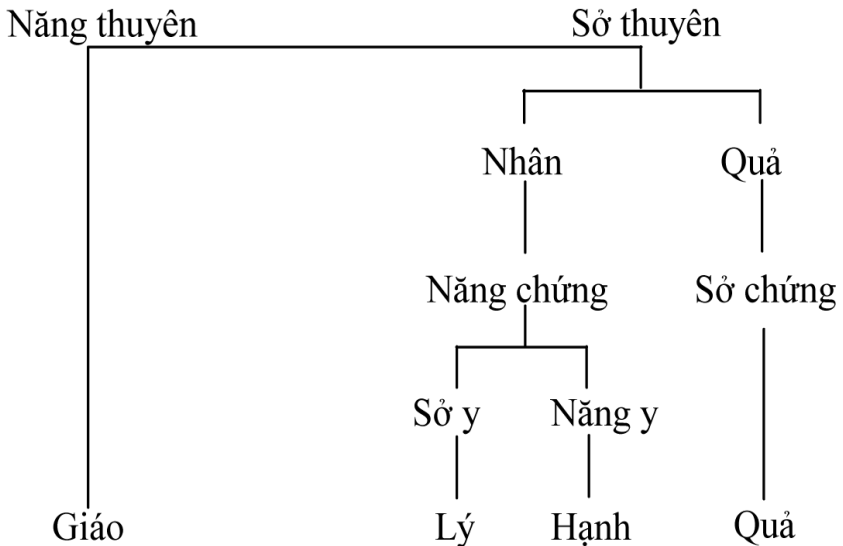 Năng thuyên Sở thuyên
Nhân Quả
Năng chứng Sở chứng
Sở y Năng y
Giáo Lý Hạnh Quả